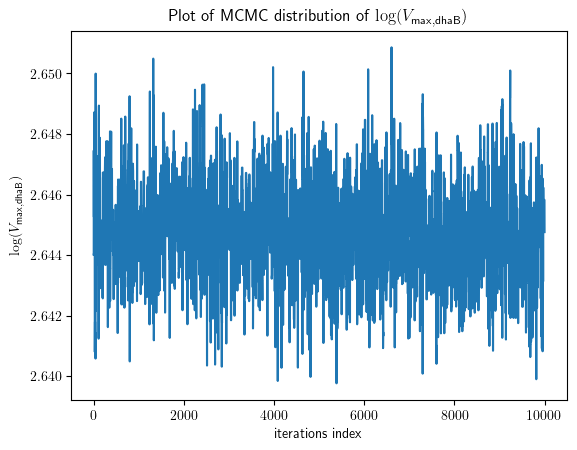 Plot of MCMC distribution of log(V_max,dhaB)
log(V_max,dhaB)
2.650
2.648
2.646
2.644
2.642
2.640
0 2000 4000 6000 8000 10000
iterations index